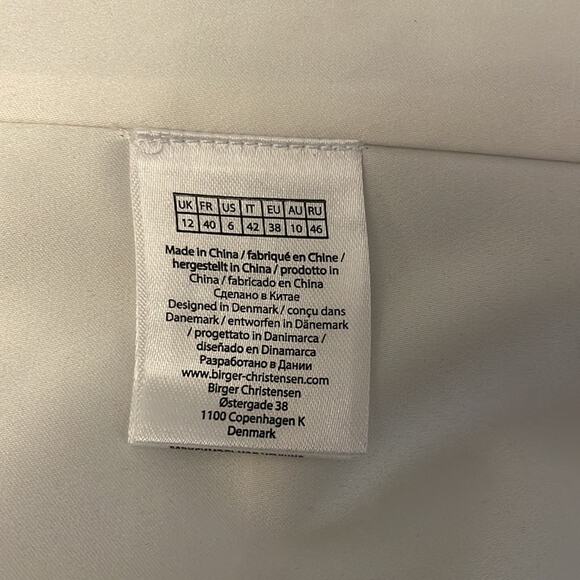 UK FR US IT EU AU RU
12 40 6 42 38 10 46
Made in China / fabriqué en Chine /
hergestellt in China / prodotto in
China / fabricado en China
Сделано в Китае
Designed in Denmark / conçu dans
Danemark / entworfen in Dänemark
/ progettato in Danimarca /
diseñado en Dinamarca
Разработано в Дании
www.birger-christensen.com
Birger Christensen
Østergade 38
1100 Copenhagen K
Denmark